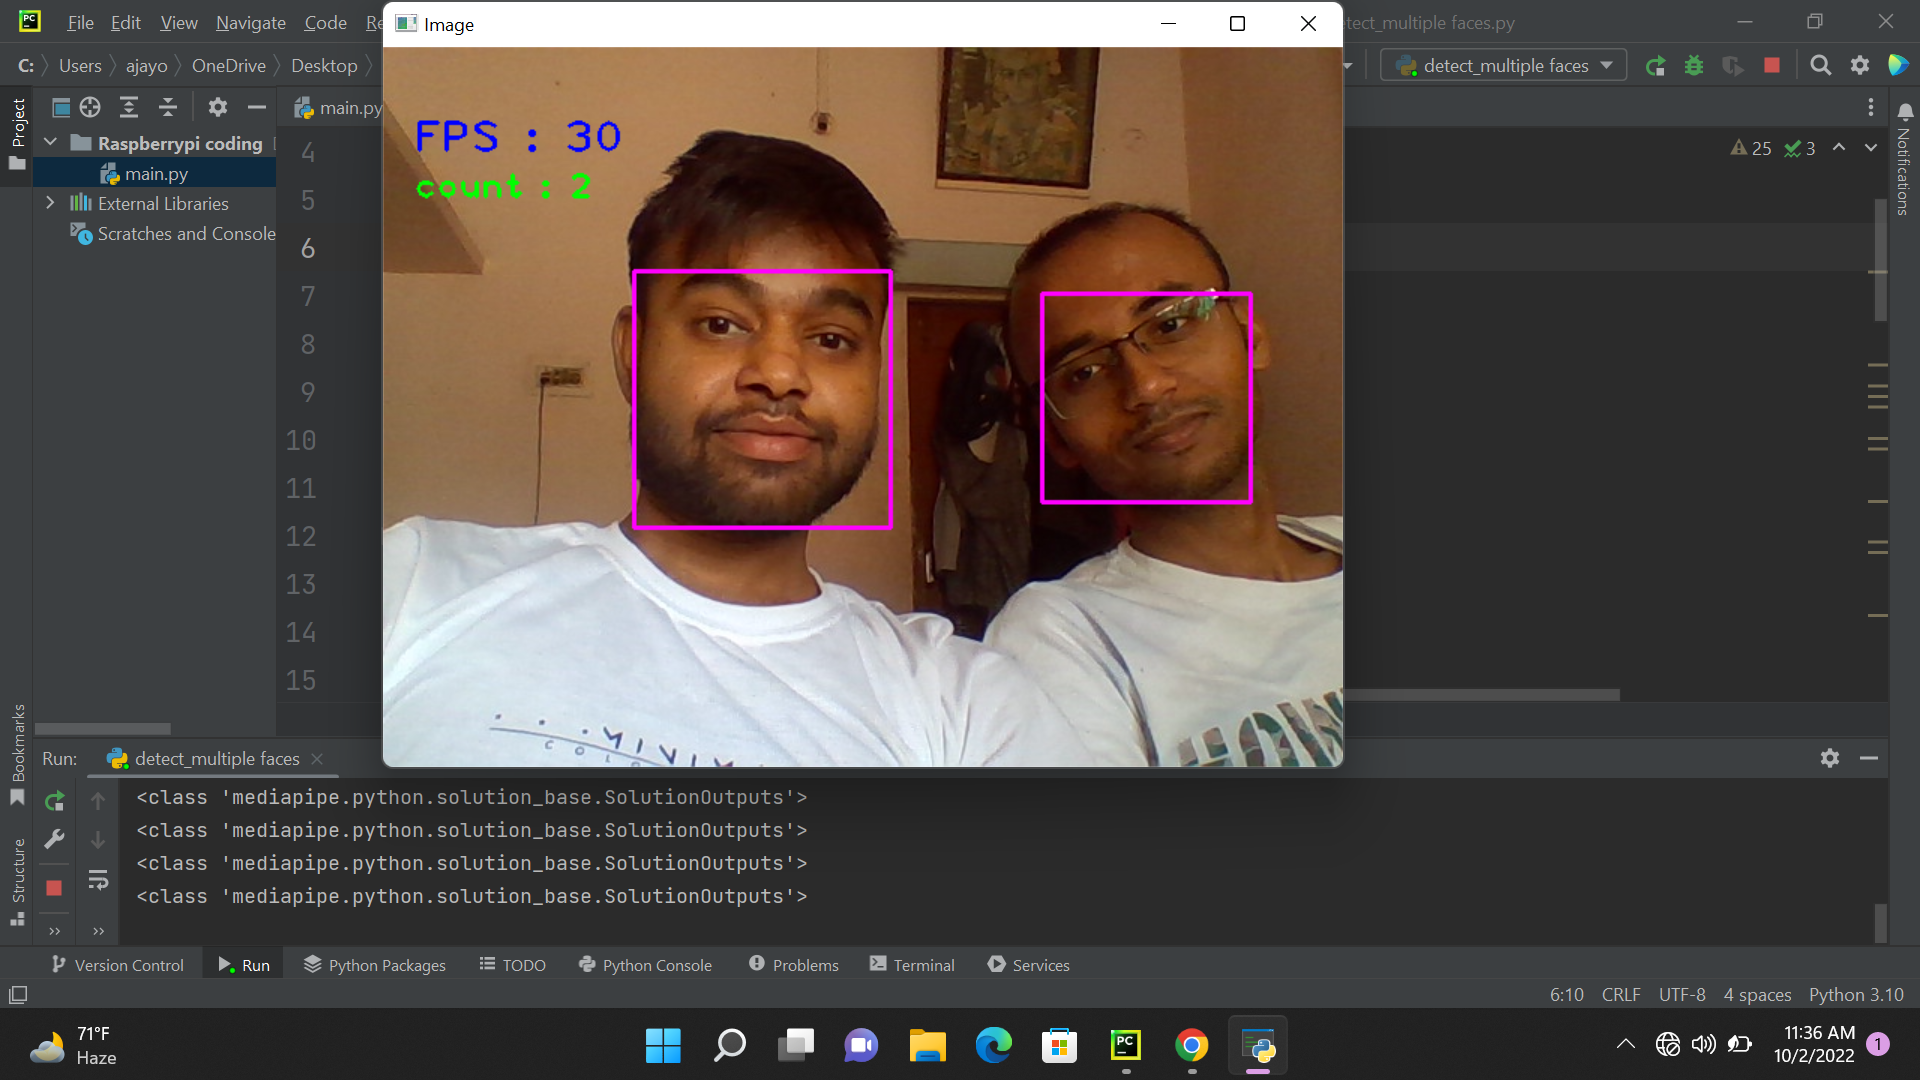 File Edit View Navigate Code
Image
detect_multiple faces.py
C: Users ajayo OneDrive Desktop
detect_multiple faces
Project
main.py
Raspberrypi coding
main.py
External Libraries
Scratches and Console
4
5
6
7
8
9
10
11
12
13
14
15
FPS : 30
count : 2
25 3
Notifications
HOW
Bookmarks
Structure
Run: detect_multiple faces
<class 'mediapipe.python.solution_base.SolutionOutputs'>
<class 'mediapipe.python.solution_base.SolutionOutputs'>
<class 'mediapipe.python.solution_base.SolutionOutputs'>
<class 'mediapipe.python.solution_base.SolutionOutputs'>
Version Control Run Python Packages TODO Python Console Problems Terminal Services
6:10 CRLF UTF-8 4 spaces Python 3.10
71°F
Haze
PC
11:36 AM
10/2/2022
1